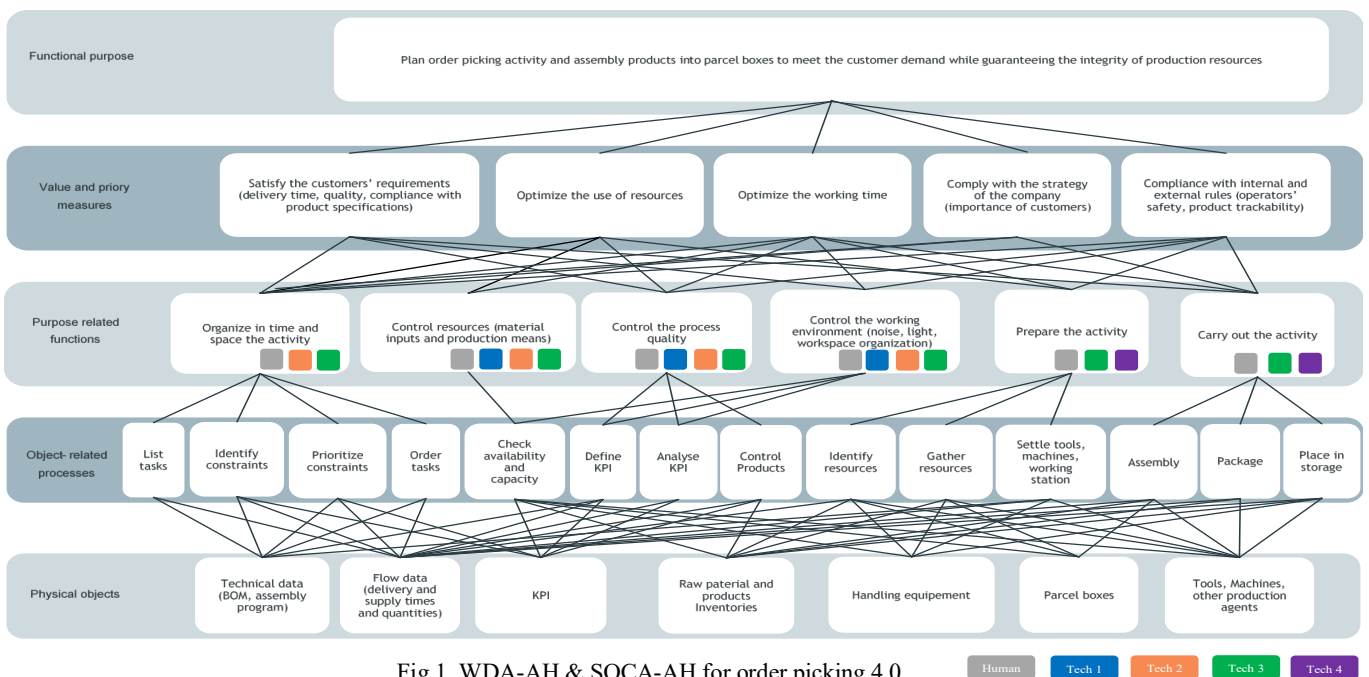 Functional purpose
Plan order picking activity and assembly products into parcel boxes to meet the customer demand while guaranteeing the integrity of production resources
Value and priory
measures
Satisfy the customers’ requirements
(delivery time, quality, compliance with
product specifications)
Optimize the use of resources
Optimize the working time
Comply with the strategy
of the company
(importance of customers)
Compliance with internal and
external rules (operators’
safety, product trackability)
Purpose related
functions
Organize in time and
space the activity
Control resources (material
inputs and production means)
Control the process
quality
Control the working
environment (noise, light,
workspace organization)
Prepare the activity
Carry out the activity
Object- related
processes
List
tasks
Identify
constraints
Prioritize
constraints
Order
tasks
Check
availability
and
capacity
Define
KPI
Analyse
KPI
Control
Products
Identify
resources
Gather
resources
Settle tools,
machines,
working
station
Assembly
Package
Place in
storage
Physical objects
Technical data
(BOM, assembly
program)
Flow data
(delivery and
supply times
and quantities)
KPI
Raw paterial and
products
Inventories
Handling equipement
Parcel boxes
Tools, Machines,
other production
agents
Fig 1. WDA-AH & SOCA-AH for order picking 4.0
Human
Tech 1
Tech 2
Tech 3
Tech 4